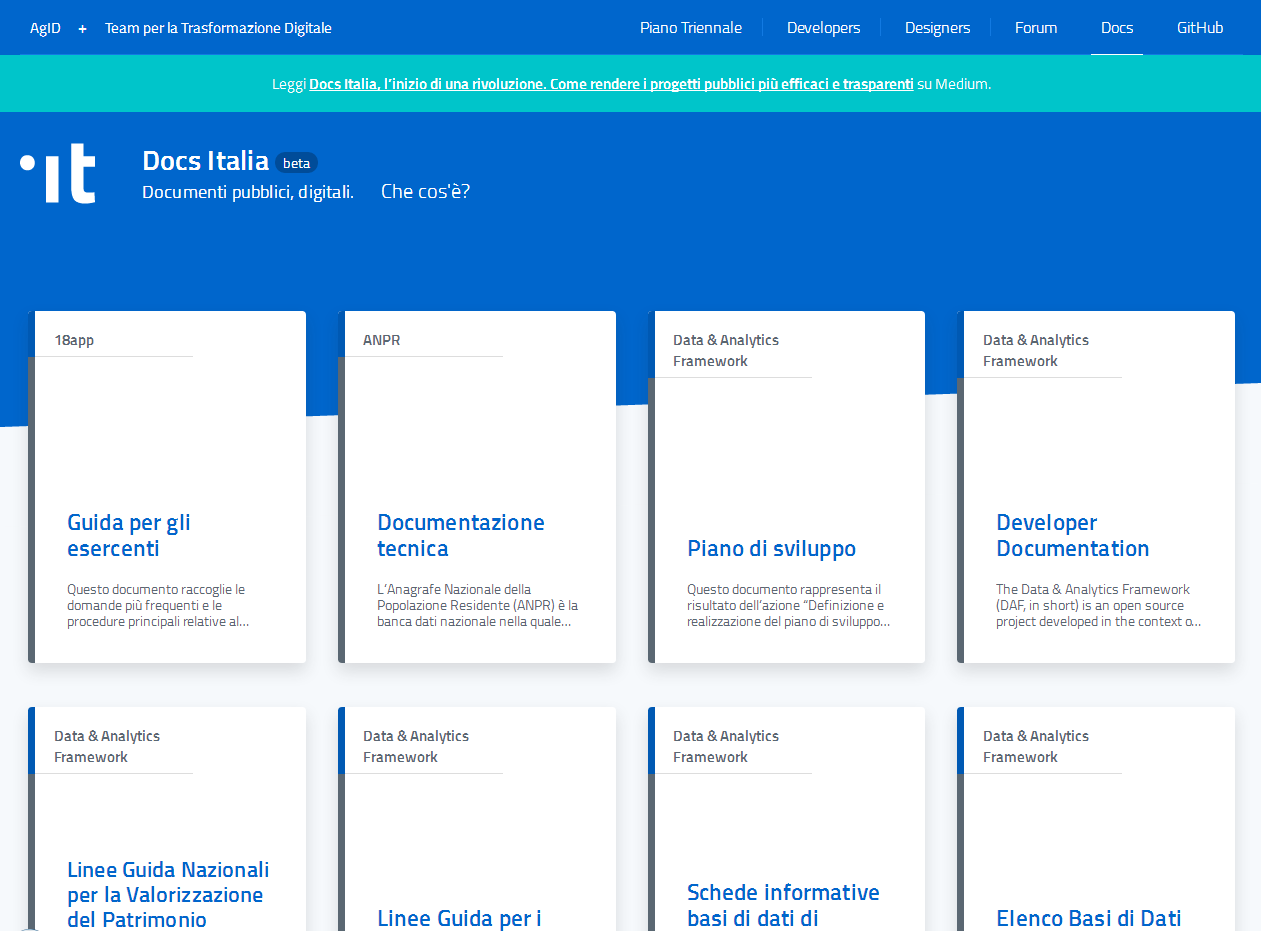 AgID + Team per la Trasformazione Digitale
Piano Triennale Developers Designers Forum Docs GitHub
Leggi Docs Italia, l'inizio di una rivoluzione. Come rendere i progetti pubblici più efficaci e trasparenti su Medium.
it
Docs Italia beta
Documenti pubblici, digitali. Che cos'è?
18app
Guida per gli
esercenti
Questo documento raccoglie le
domande più frequenti e le
procedure principali relative al…
ANPR
Documentazione
tecnica
L'Anagrafe Nazionale della
Popolazione Residente (ANPR) è la
banca dati nazionale nella quale…
Data & Analytics
Framework
Piano di sviluppo
Questo documento rappresenta il
risultato dell'azione “Definizione e
realizzazione del piano di sviluppo…
Data & Analytics
Framework
Developer
Documentation
The Data & Analytics Framework
(DAF, in short) is an open source
project developed in the context o…
Data & Analytics
Framework
Linee Guida Nazionali
per la Valorizzazione
del Patrimonio
Data & Analytics
Framework
Linee Guida per i
Data & Analytics
Framework
Schede informative
basi di dati di
Data & Analytics
Framework
Elenco Basi di Dati